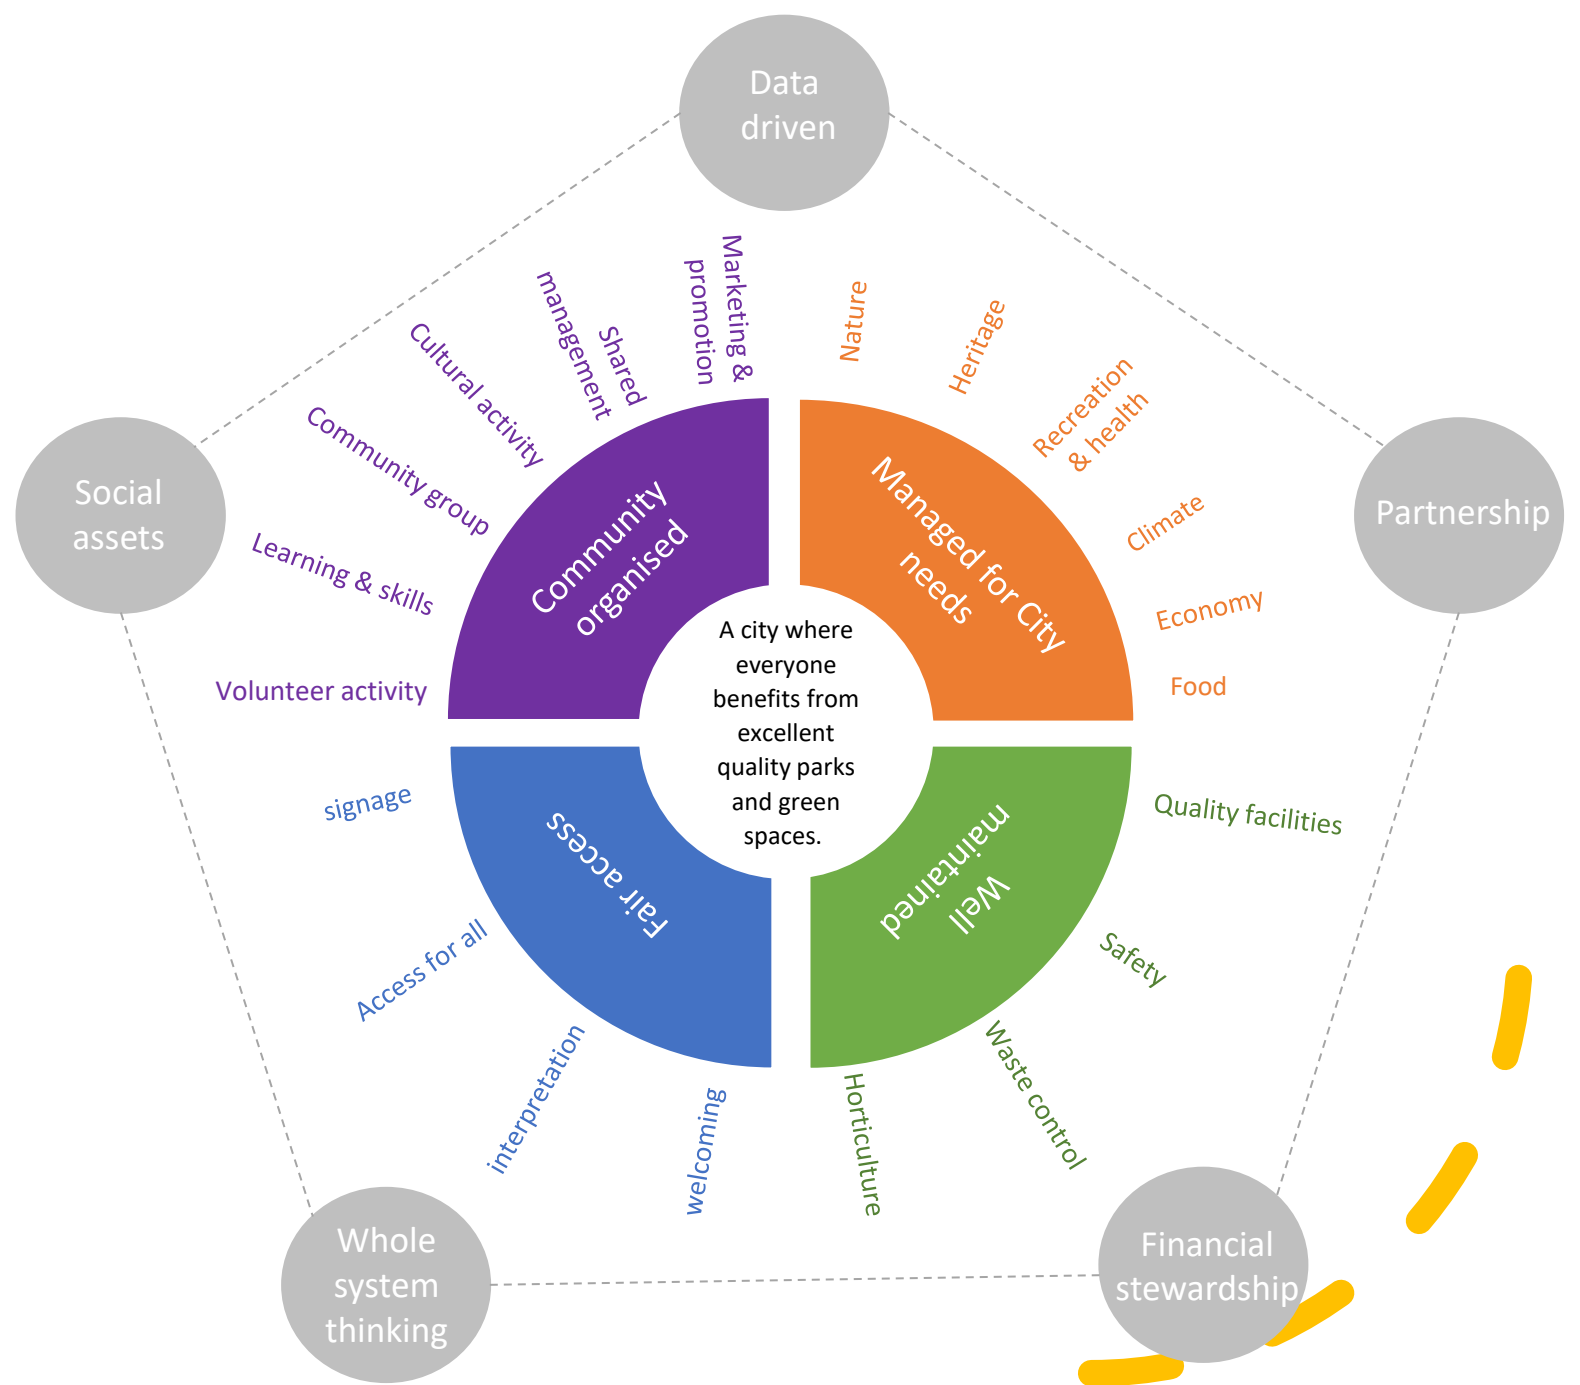 Data
driven
Marketing &
promotion
Shared
management
Cultural activity
Community group
Learning & skills
Volunteer activity
Nature
Heritage
Recreation
& health
Climate
Economy
Food
Social
assets
Partnership
Community
organised
Managed for City
needs
A city where
everyone
benefits from
excellent
quality parks
and green
spaces.
Fair access
Well
maintained
signage
Access for all
interpretation
welcoming
Quality facilities
Safety
Waste control
Horticulture
Whole
system
thinking
Financial
stewardship